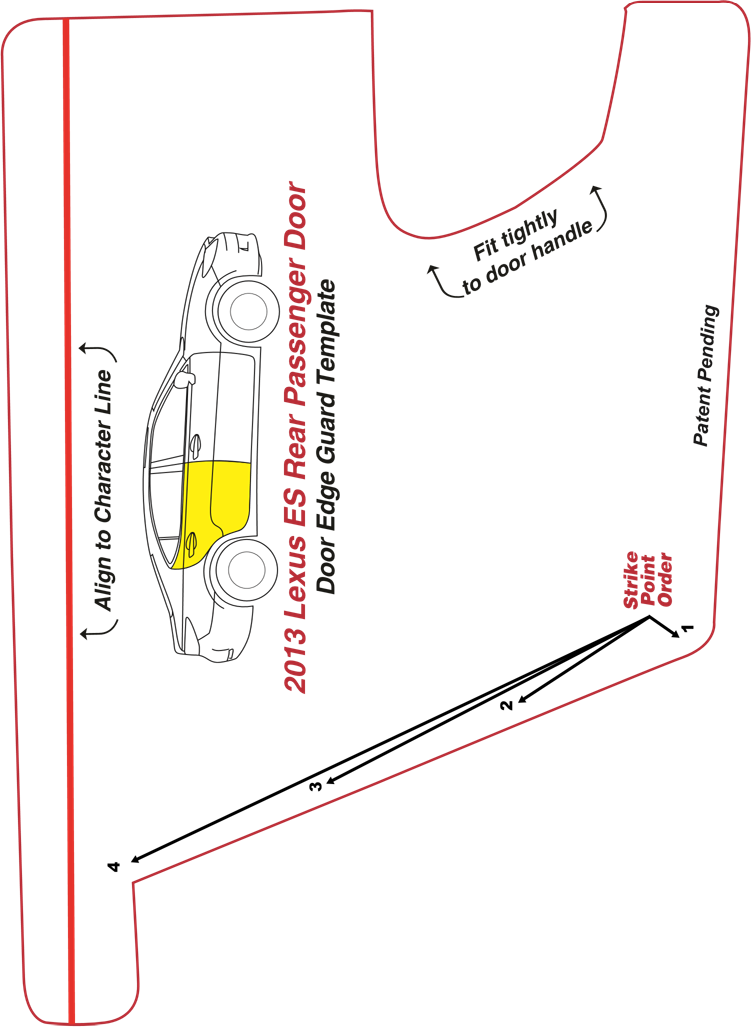 Align to Character Line
2013 Lexus ES Rear Passenger Door
Door Edge Guard Template
Fit tightly
to door handle
Patent Pending
Strike
Point
Order
1
2
3
4